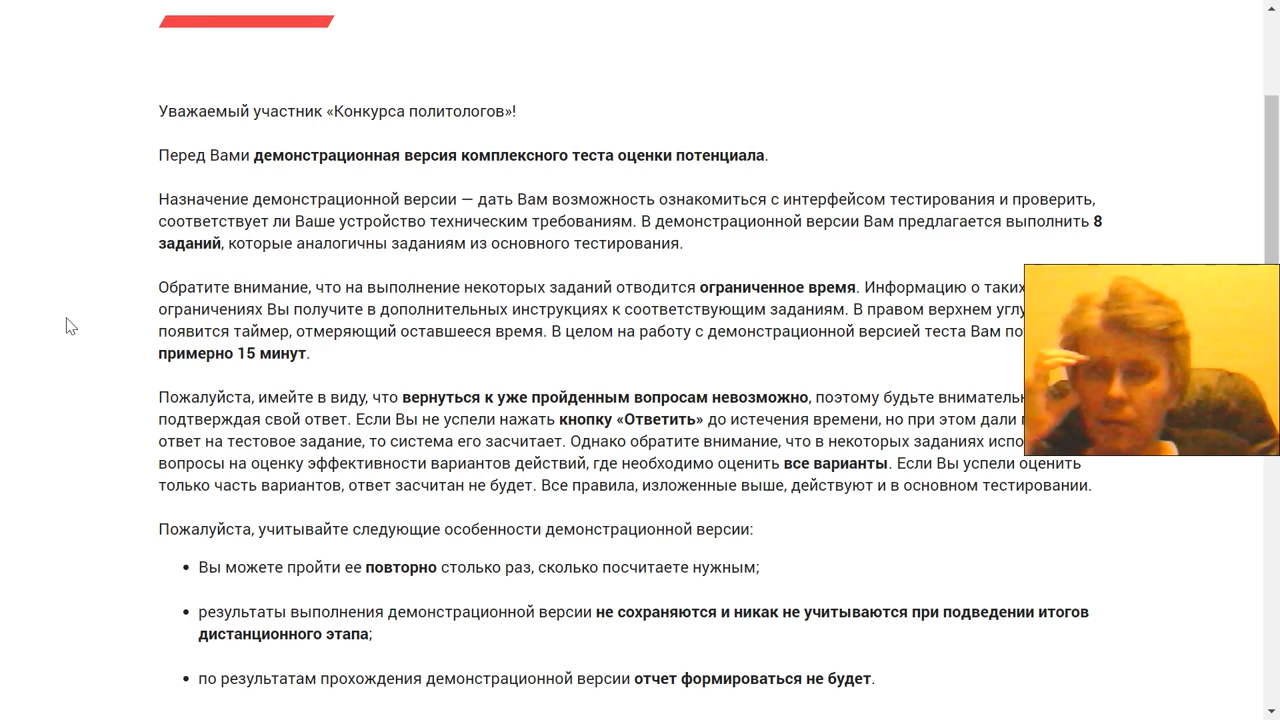 Уважаемый участник «Конкурса политологов»!
Перед Вами демонстрационная версия комплексного теста оценки потенциала.
Назначение демонстрационной версии — дать Вам возможность ознакомиться с интерфейсом тестирования и проверить,
соответствует ли Ваше устройство техническим требованиям. В демонстрационной версии Вам предлагается выполнить 8
заданий, которые аналогичны заданиям из основного тестирования.
Обратите внимание, что на выполнение некоторых заданий отводится ограниченное время. Информацию о таких
ограничениях Вы получите в дополнительных инструкциях к соответствующим заданиям. В правом верхнем углу
появится таймер, отмеряющий оставшееся время. В целом на работу с демонстрационной версией теста Вам
примерно 15 минут.
Пожалуйста, имейте в виду, что вернуться к уже пройденным вопросам невозможно, поэтому будьте
подтверждая свой ответ. Если Вы не успели нажать кнопку «Ответить» до истечения времени, но при этом дали
ответ на тестовое задание, то система его засчитает. Однако обратите внимание, что в некоторых заданиях
вопросы на оценку эффективности вариантов действий, где необходимо оценить все варианты. Если Вы успели оценить
только часть вариантов, ответ засчитан не будет. Все правила, изложенные выше, действуют и в основном тестировании.
Пожалуйста, учитывайте следующие особенности демонстрационной версии:
• Вы можете пройти ее повторно столько раз, сколько посчитаете нужным;
• результаты выполнения демонстрационной версии не сохраняются и никак не учитываются при подведении итогов
дистанционного этапа;
• по результатам прохождения демонстрационной версии отчет формироваться не будет.